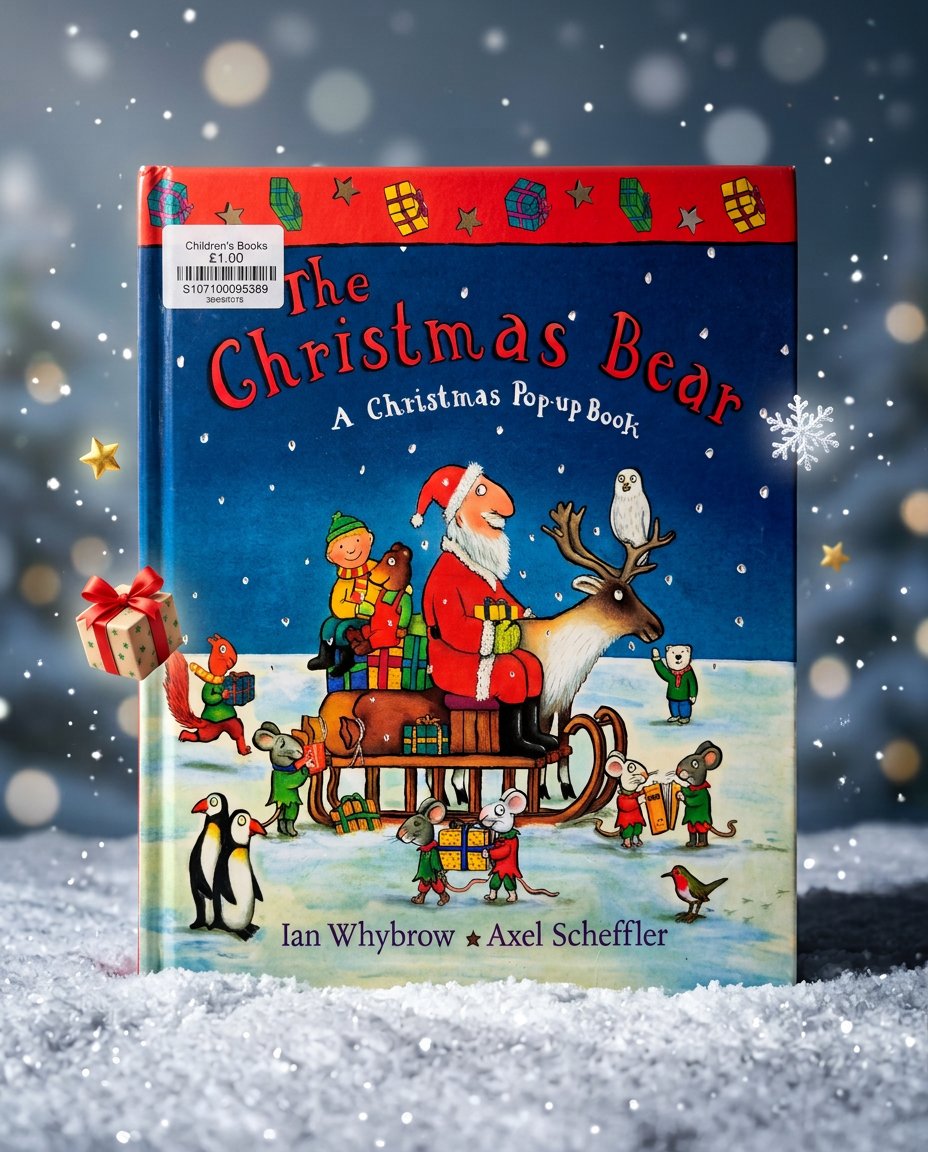 Children's Books
£1.00
S107100095389
The
Christmas Bear
A Christmas Pop-up Book
Ian Whybrow ★ Axel Scheffler